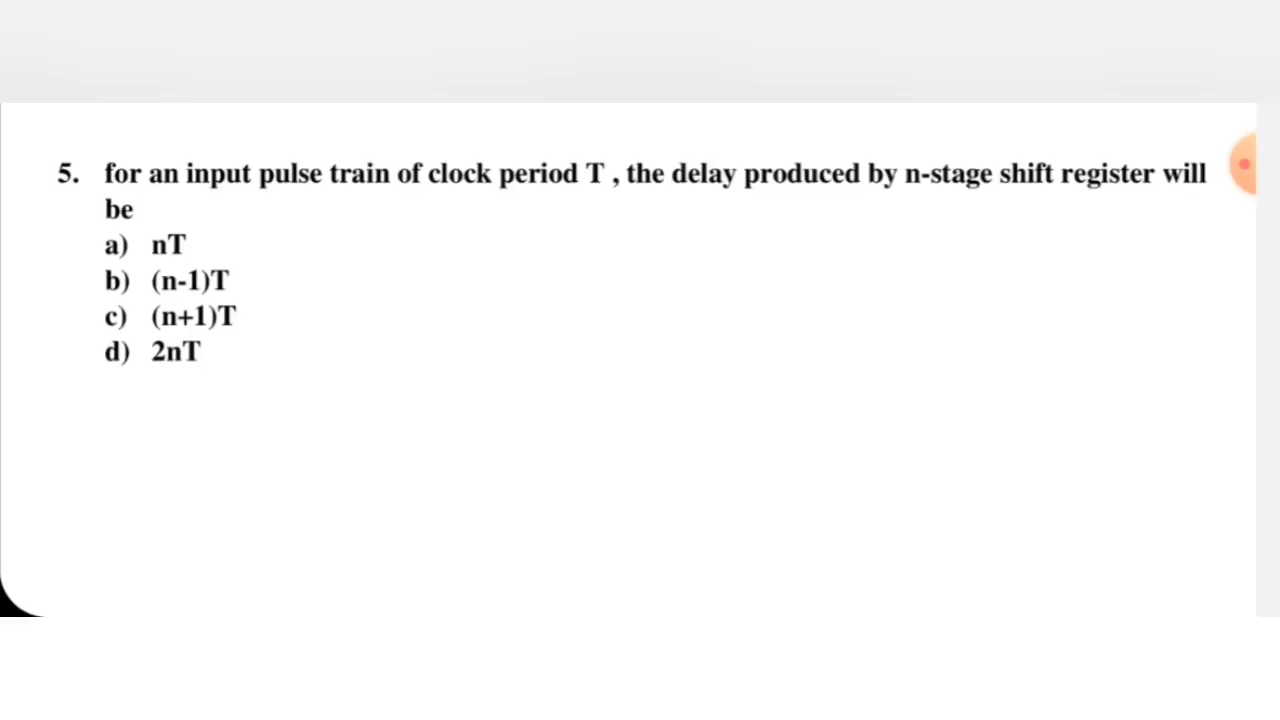 5. for an input pulse train of clock period T , the delay produced by n-stage shift register will
be
a) nT
b) (n-1)T
c) (n+1)T
d) 2nT